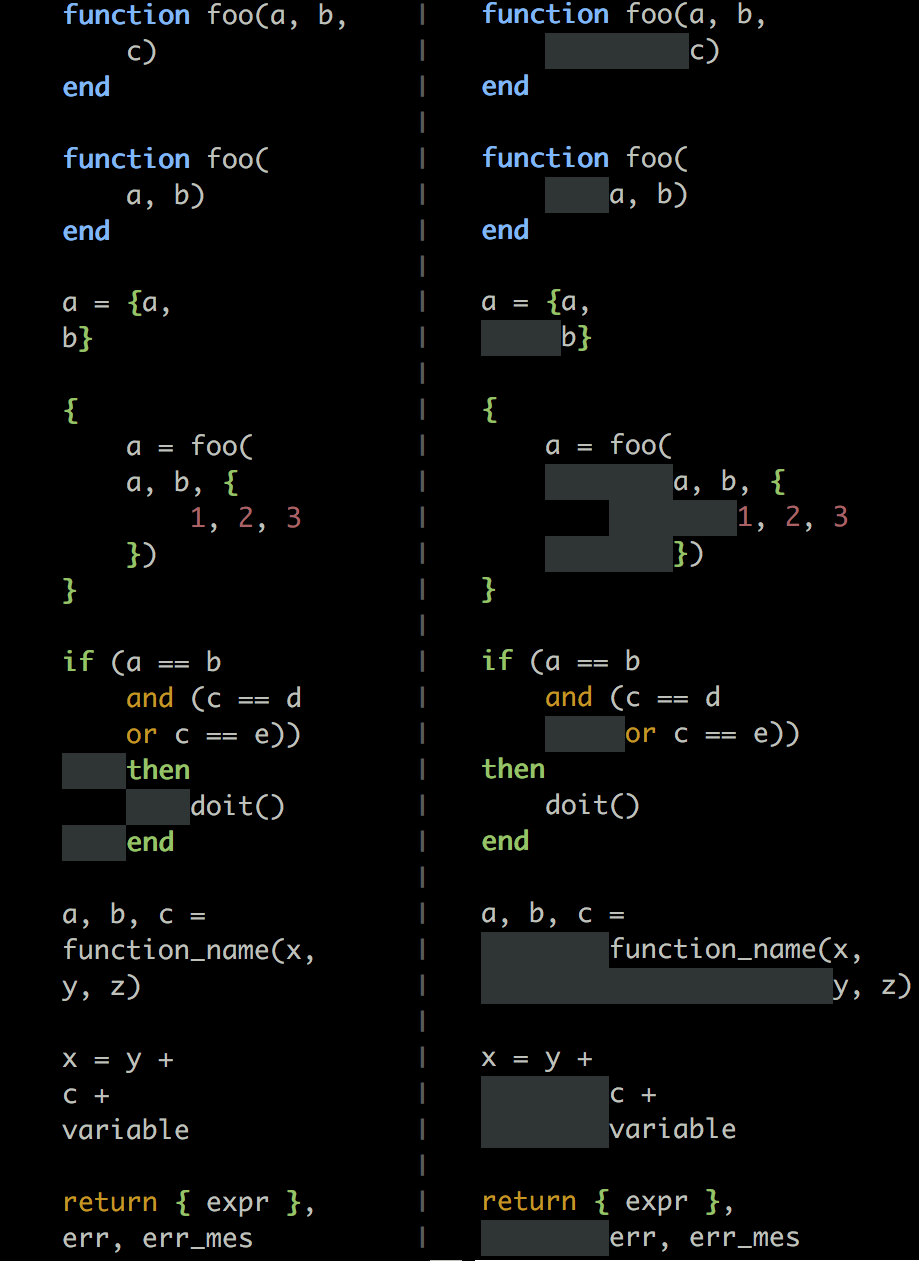 function foo(a, b,
    c)
end

function foo(
    a, b)
end

a = {a,
b}

{
    a = foo(
    a, b, {
        1, 2, 3
    })
}

if (a == b
    and (c == d
    or c == e))
    then
        doit()
    end

a, b, c =
function_name(x,
y, z)

x = y +
c +
variable

return { expr },
err, err_mes

function foo(a, b,
             c)
end

function foo(
        a, b)
end

a = {a,
     b}

{
    a = foo(
            a, b, {
                1, 2, 3
            })
}

if (a == b
    and (c == d
         or c == e))
then
    doit()
end

a, b, c =
        function_name(x,
                      y, z)

x = y +
        c +
        variable

return { expr },
        err, err_mes